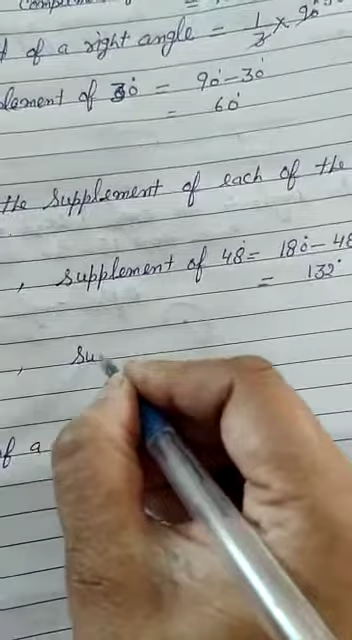 of a right angle = 1/3 × 90°
lement of 30° = 90° - 30°
= 60°
the supplement of each of the
, supplement of 48° = 180° - 48
= 132°
, Su
of a